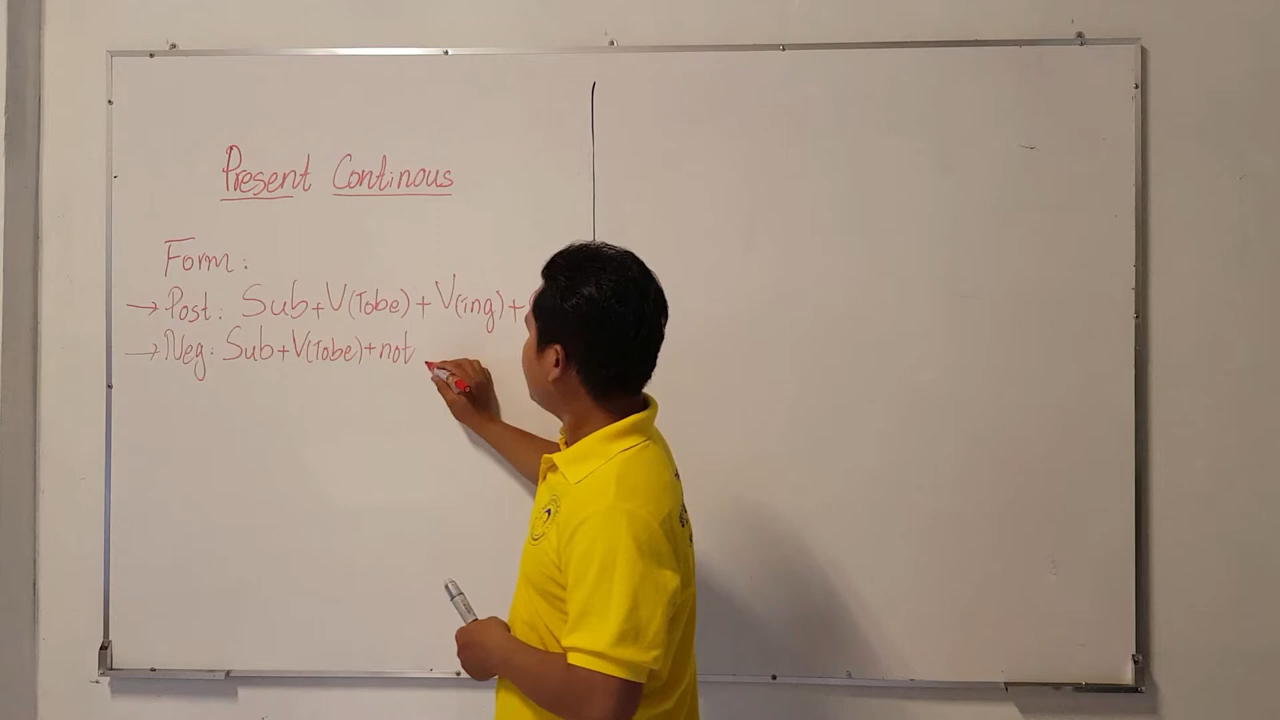 Present Continous
Form:
→ Post: Sub+V(Tobe)+V(ing)+
→ Neg: Sub+V(Tobe)+not